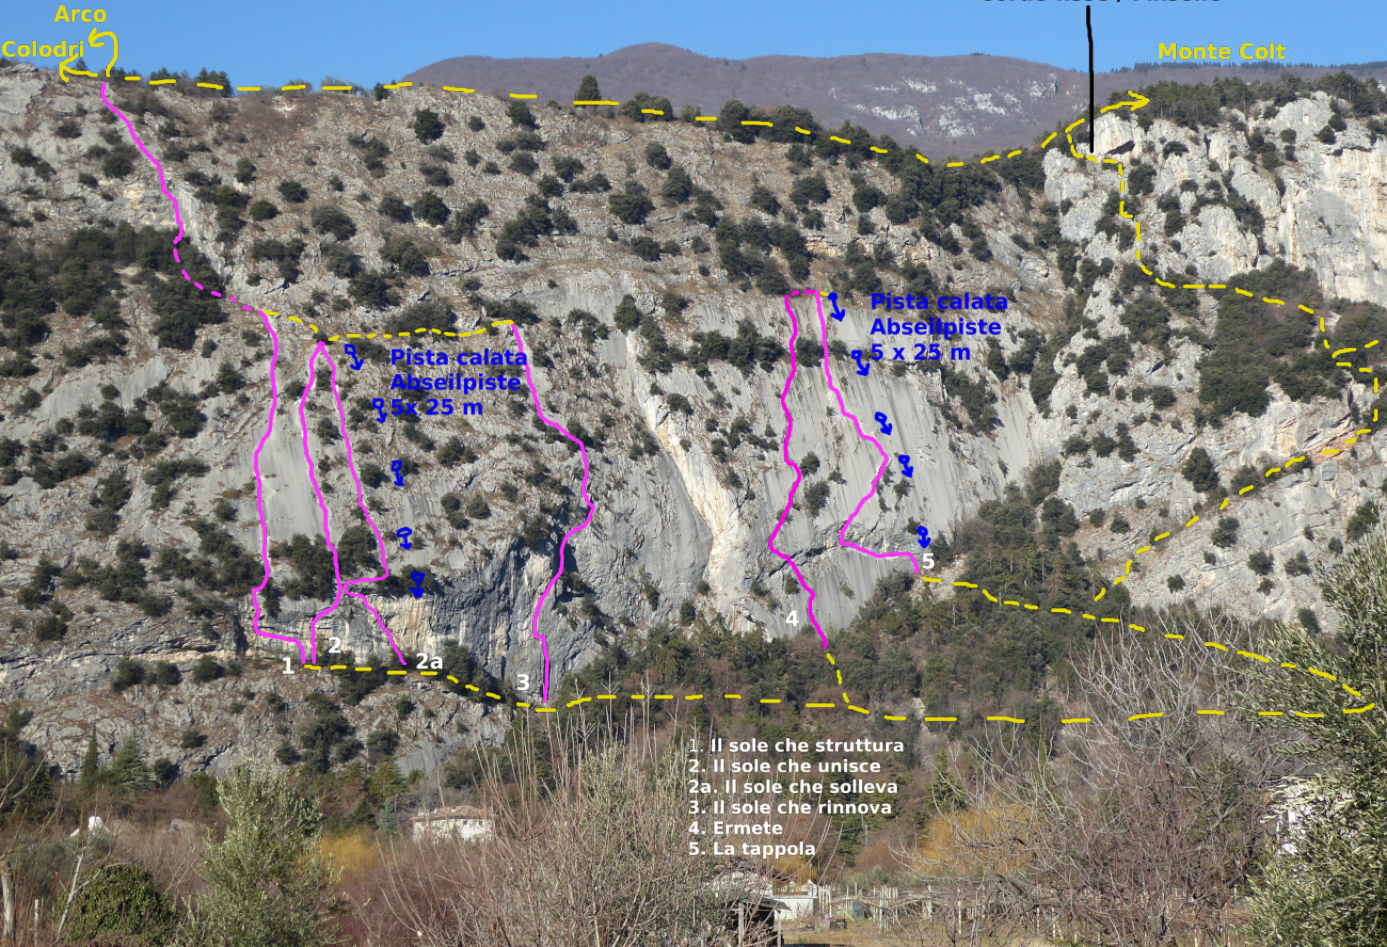 Arco
Colodri
Monte Colt
Pista calata
Abseilpiste
5 x 25 m
Pista calata
Abseilpiste
5x 25 m
5
4
2
1
2a
3
1. Il sole che struttura
2. Il sole che unisce
2a. Il sole che solleva
3. Il sole che rinnova
4. Ermete
5. La tappola